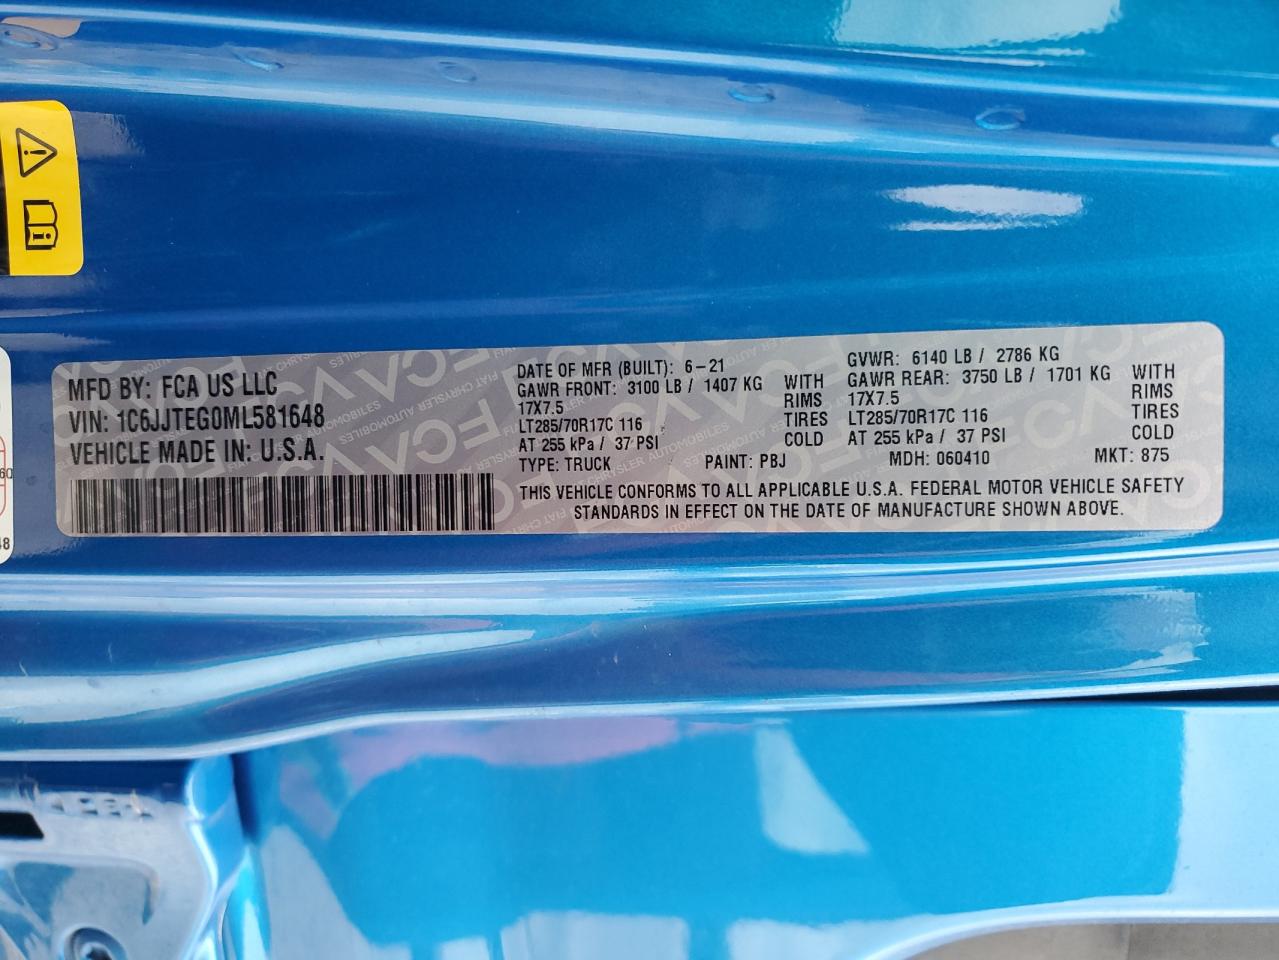 MFD BY: FCA US LLC
VIN: 1C6JJTEG0ML581648
VEHICLE MADE IN: U.S.A.
DATE OF MFR (BUILT): 6-21
GAWR FRONT: 3100 LB / 1407 KG WITH
17X7.5 RIMS
LT285/70R17C 116 TIRES
AT 255 kPa / 37 PSI COLD
GVWR: 6140 LB / 2786 KG
GAWR REAR: 3750 LB / 1701 KG WITH
17X7.5 RIMS
LT285/70R17C 116 TIRES
AT 255 kPa / 37 PSI COLD
TYPE: TRUCK PAINT: PBJ MDH: 060410 MKT: 875
THIS VEHICLE CONFORMS TO ALL APPLICABLE U.S.A. FEDERAL MOTOR VEHICLE SAFETY
STANDARDS IN EFFECT ON THE DATE OF MANUFACTURE SHOWN ABOVE.